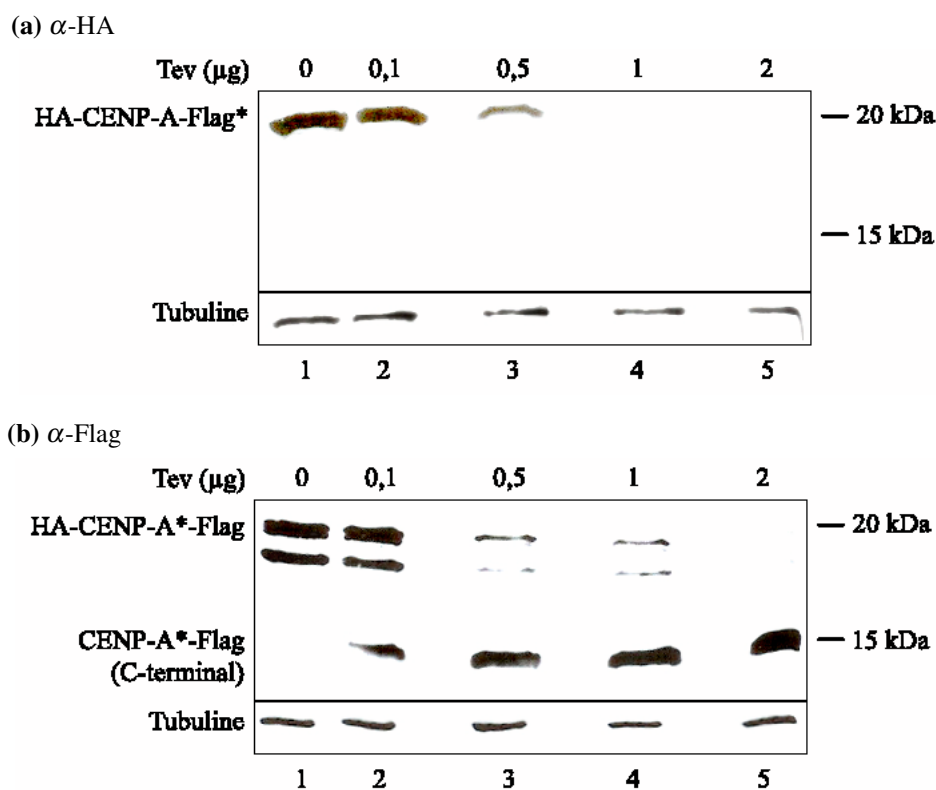 (a) α-HA
Tev (µg) 0 0,1 0,5 1 2
HA-CENP-A-Flag*
20 kDa
15 kDa
Tubuline
1 2 3 4 5
(b) α-Flag
Tev (µg) 0 0,1 0,5 1 2
HA-CENP-A*-Flag
20 kDa
CENP-A*-Flag
15 kDa
(C-terminal)
Tubuline
1 2 3 4 5